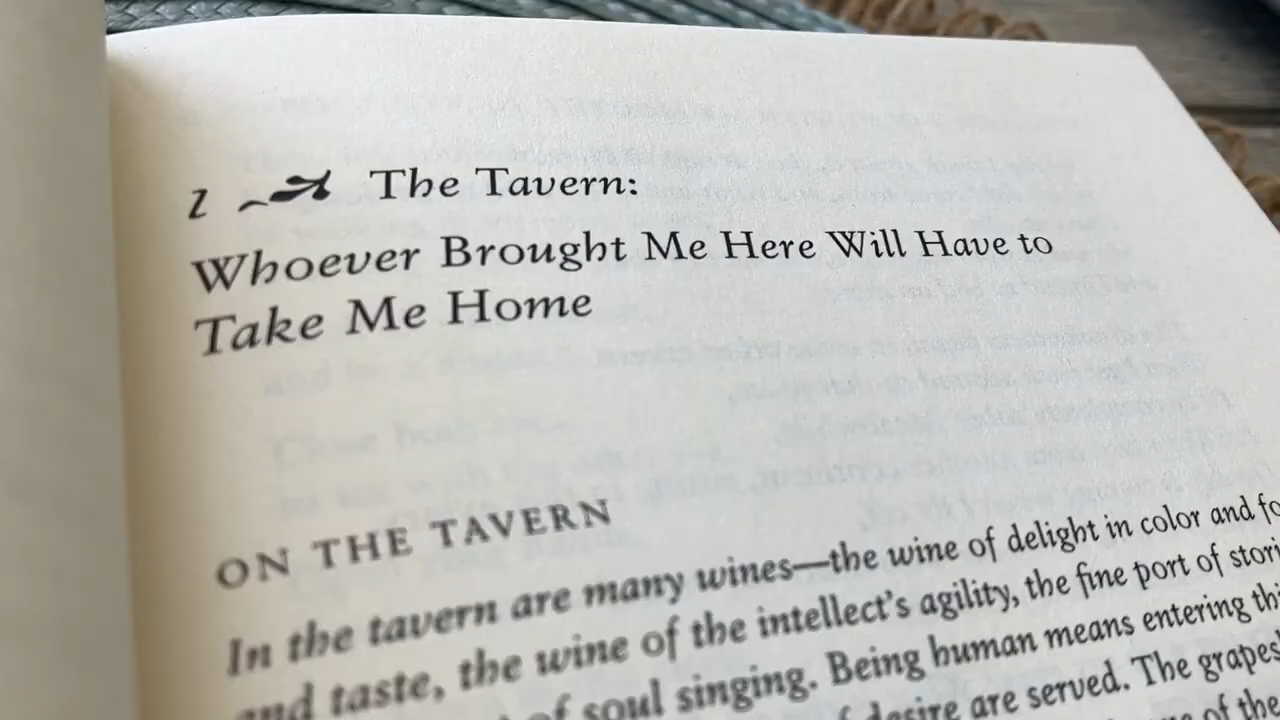 1 The Tavern:
Whoever Brought Me Here Will Have to
Take Me Home
ON THE TAVERN
In the tavern are many wines—the wine of delight in color and
and taste, the wine of the intellect's agility, the fine port of
of soul singing. Being human means entering
desire are served. The grapes
of the